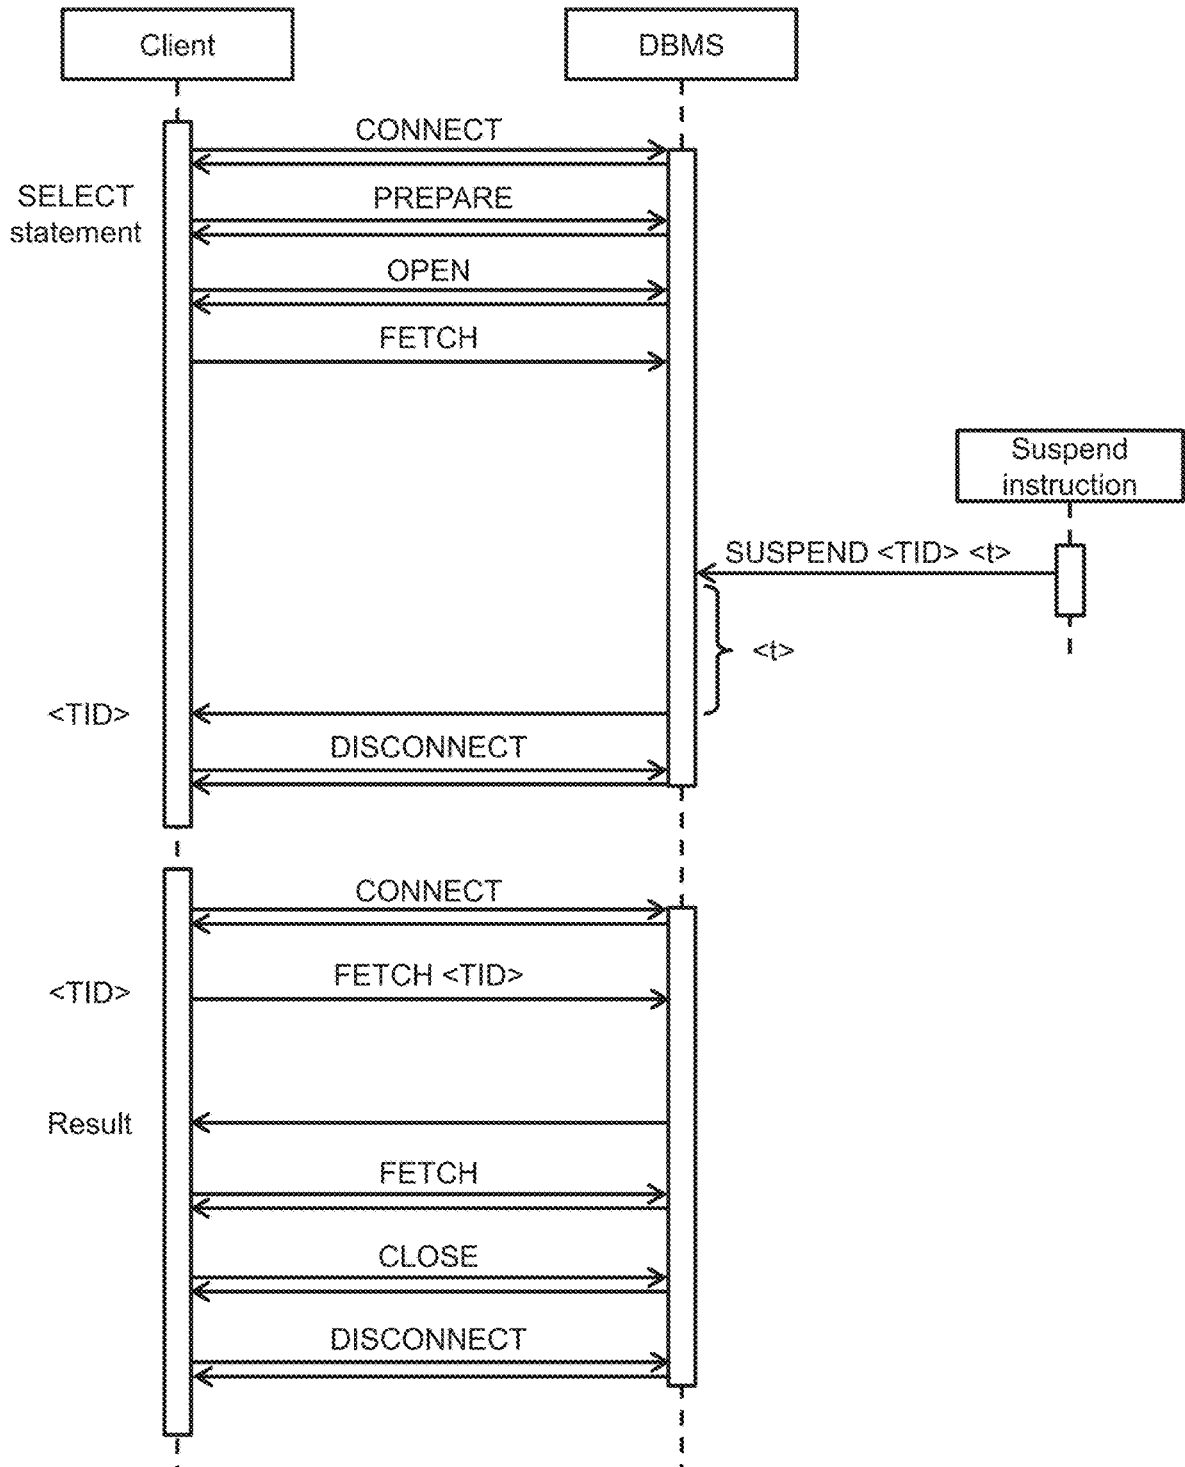 Client
DBMS
CONNECT
SELECT
statement
PREPARE
OPEN
FETCH
Suspend
instruction
SUSPEND <TID> <t>
<t>
<TID>
DISCONNECT
CONNECT
<TID>
FETCH <TID>
Result
FETCH
CLOSE
DISCONNECT